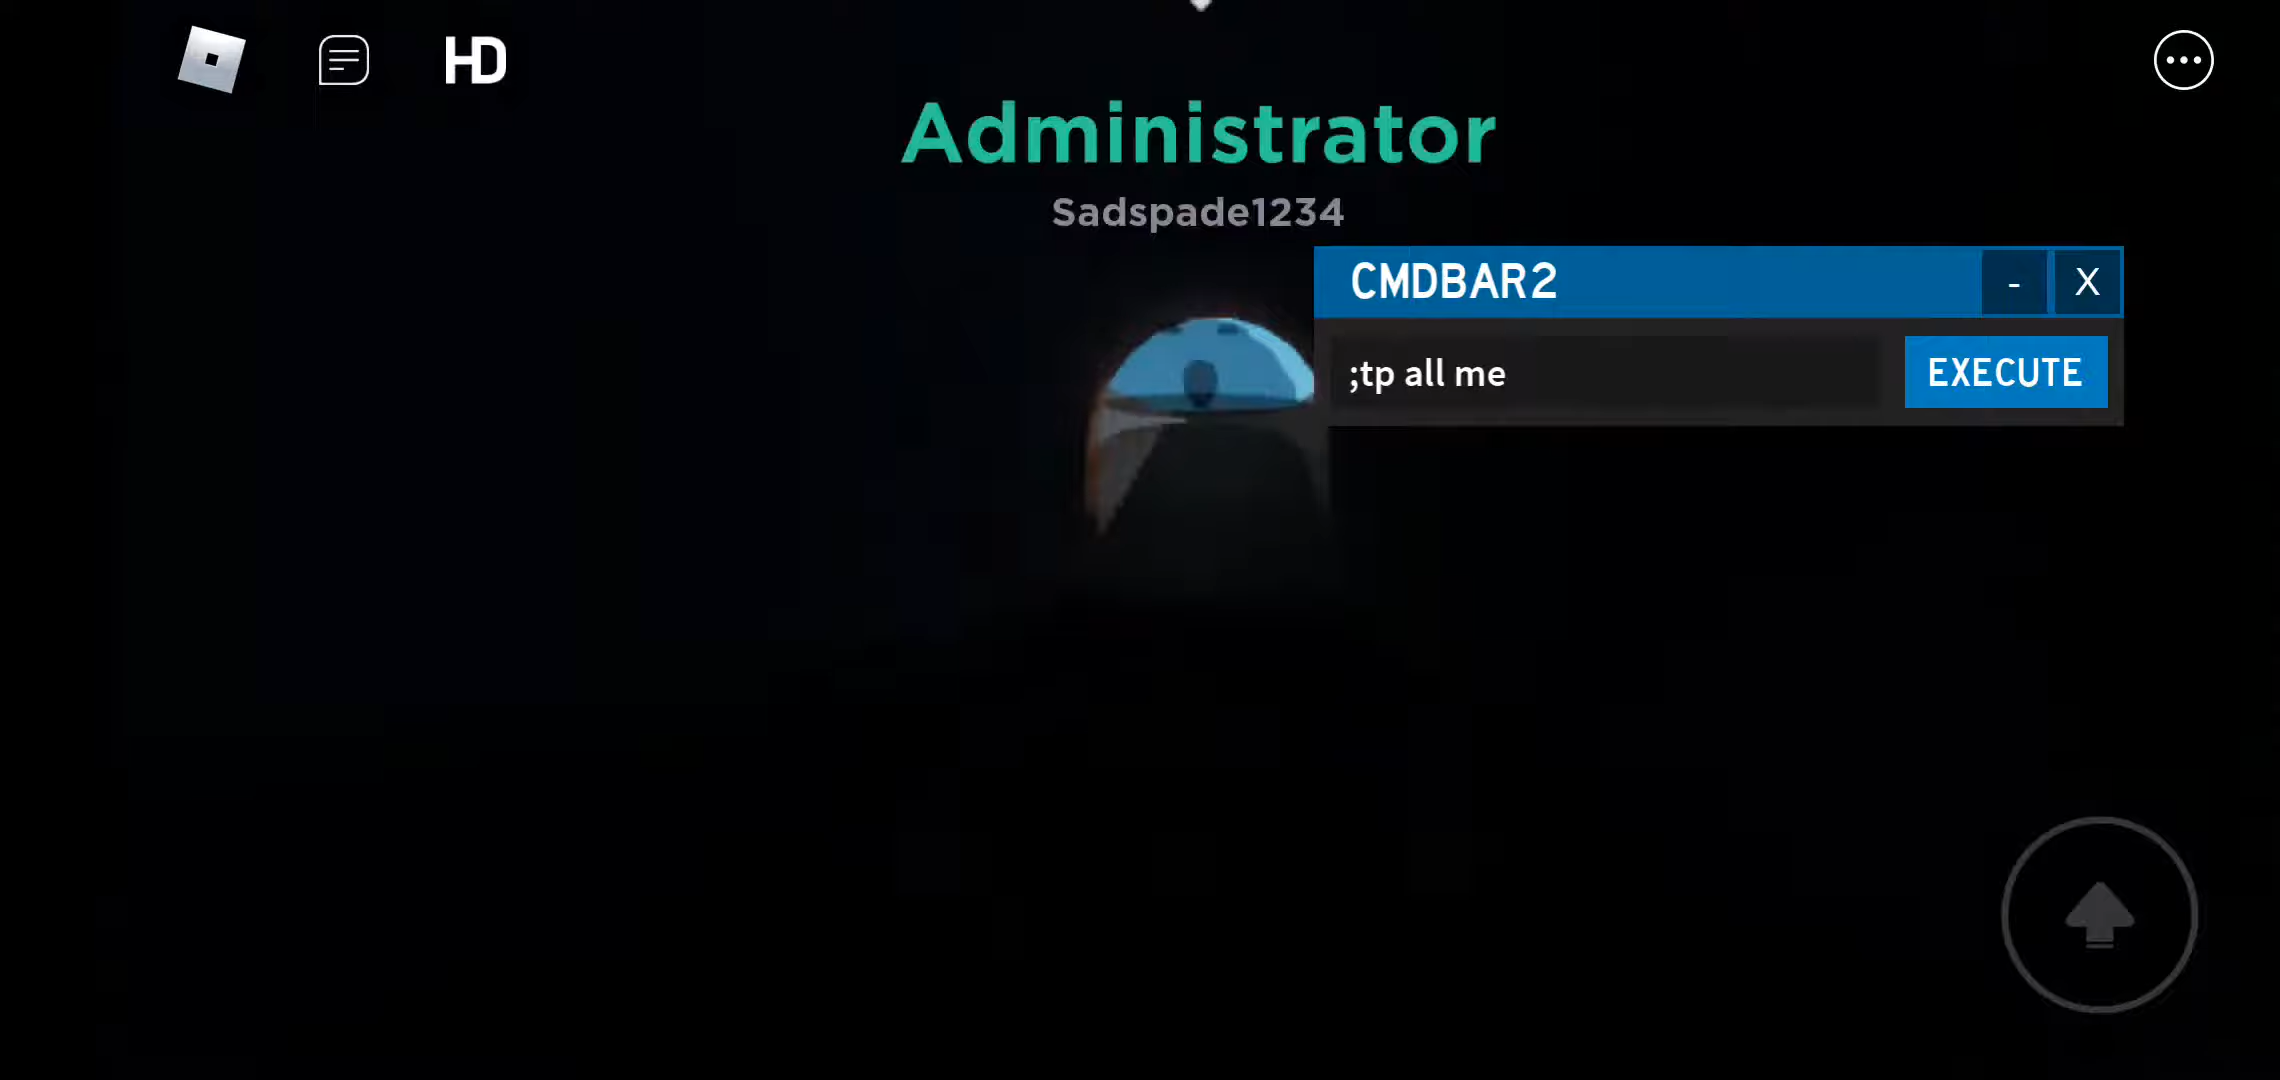 HD
Administrator
Sadspade1234
CMDBAR2
-
X
;tp all me
EXECUTE